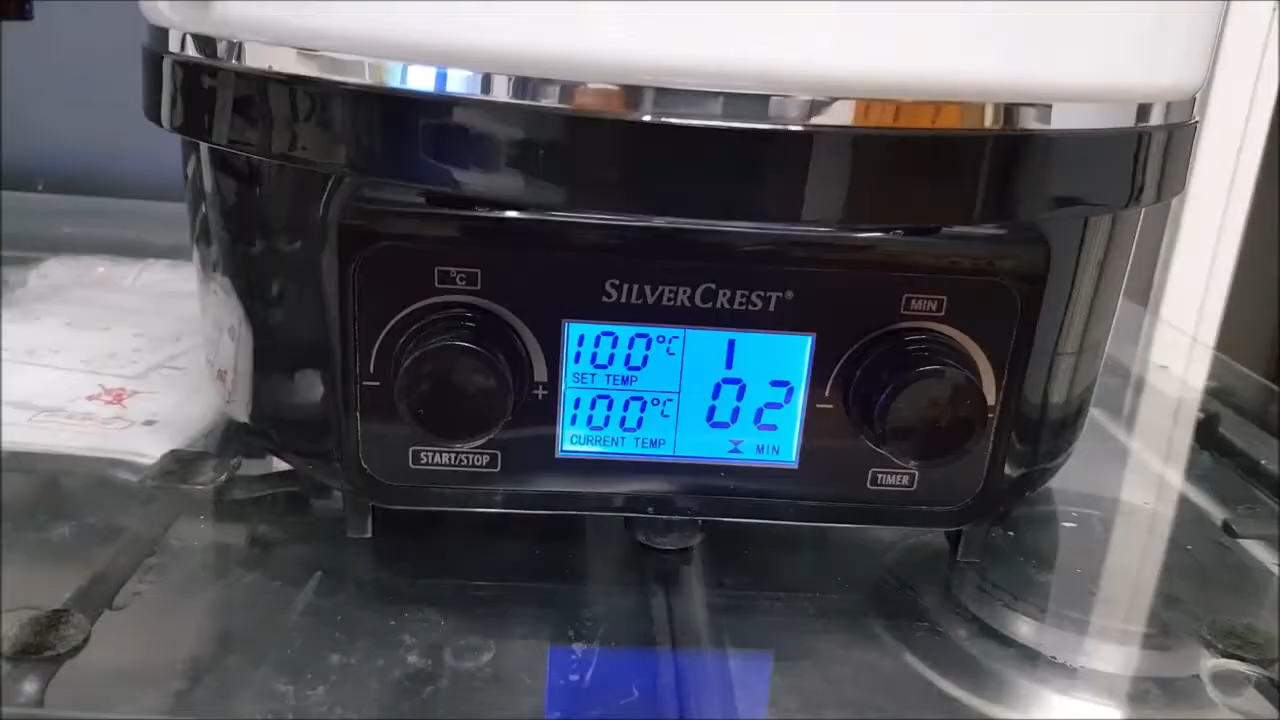 °C
SILVERCREST®
MIN
100°C
SET TEMP
1
02
100°C
CURRENT TEMP
MIN
− +
−
START/STOP
TIMER